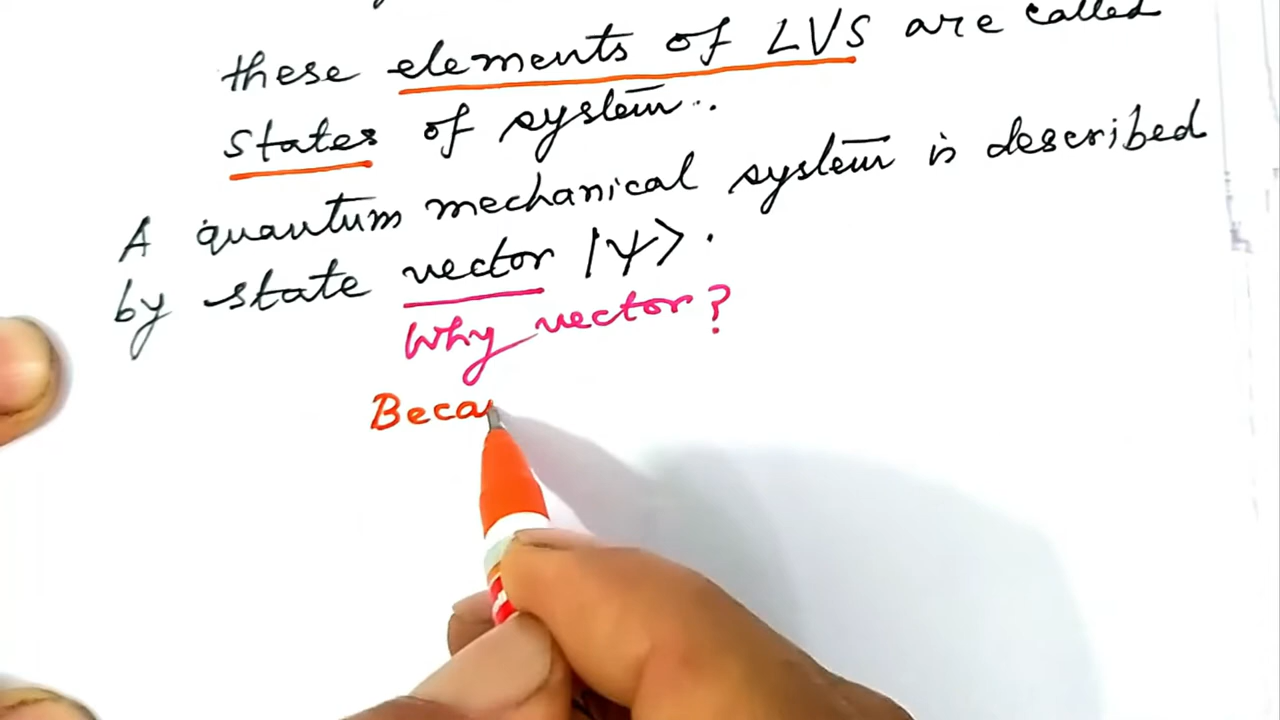 these elements of LVS are called
states of system..
A quantum mechanical system is described
by state vector |ψ⟩.
Why vector?
Beca